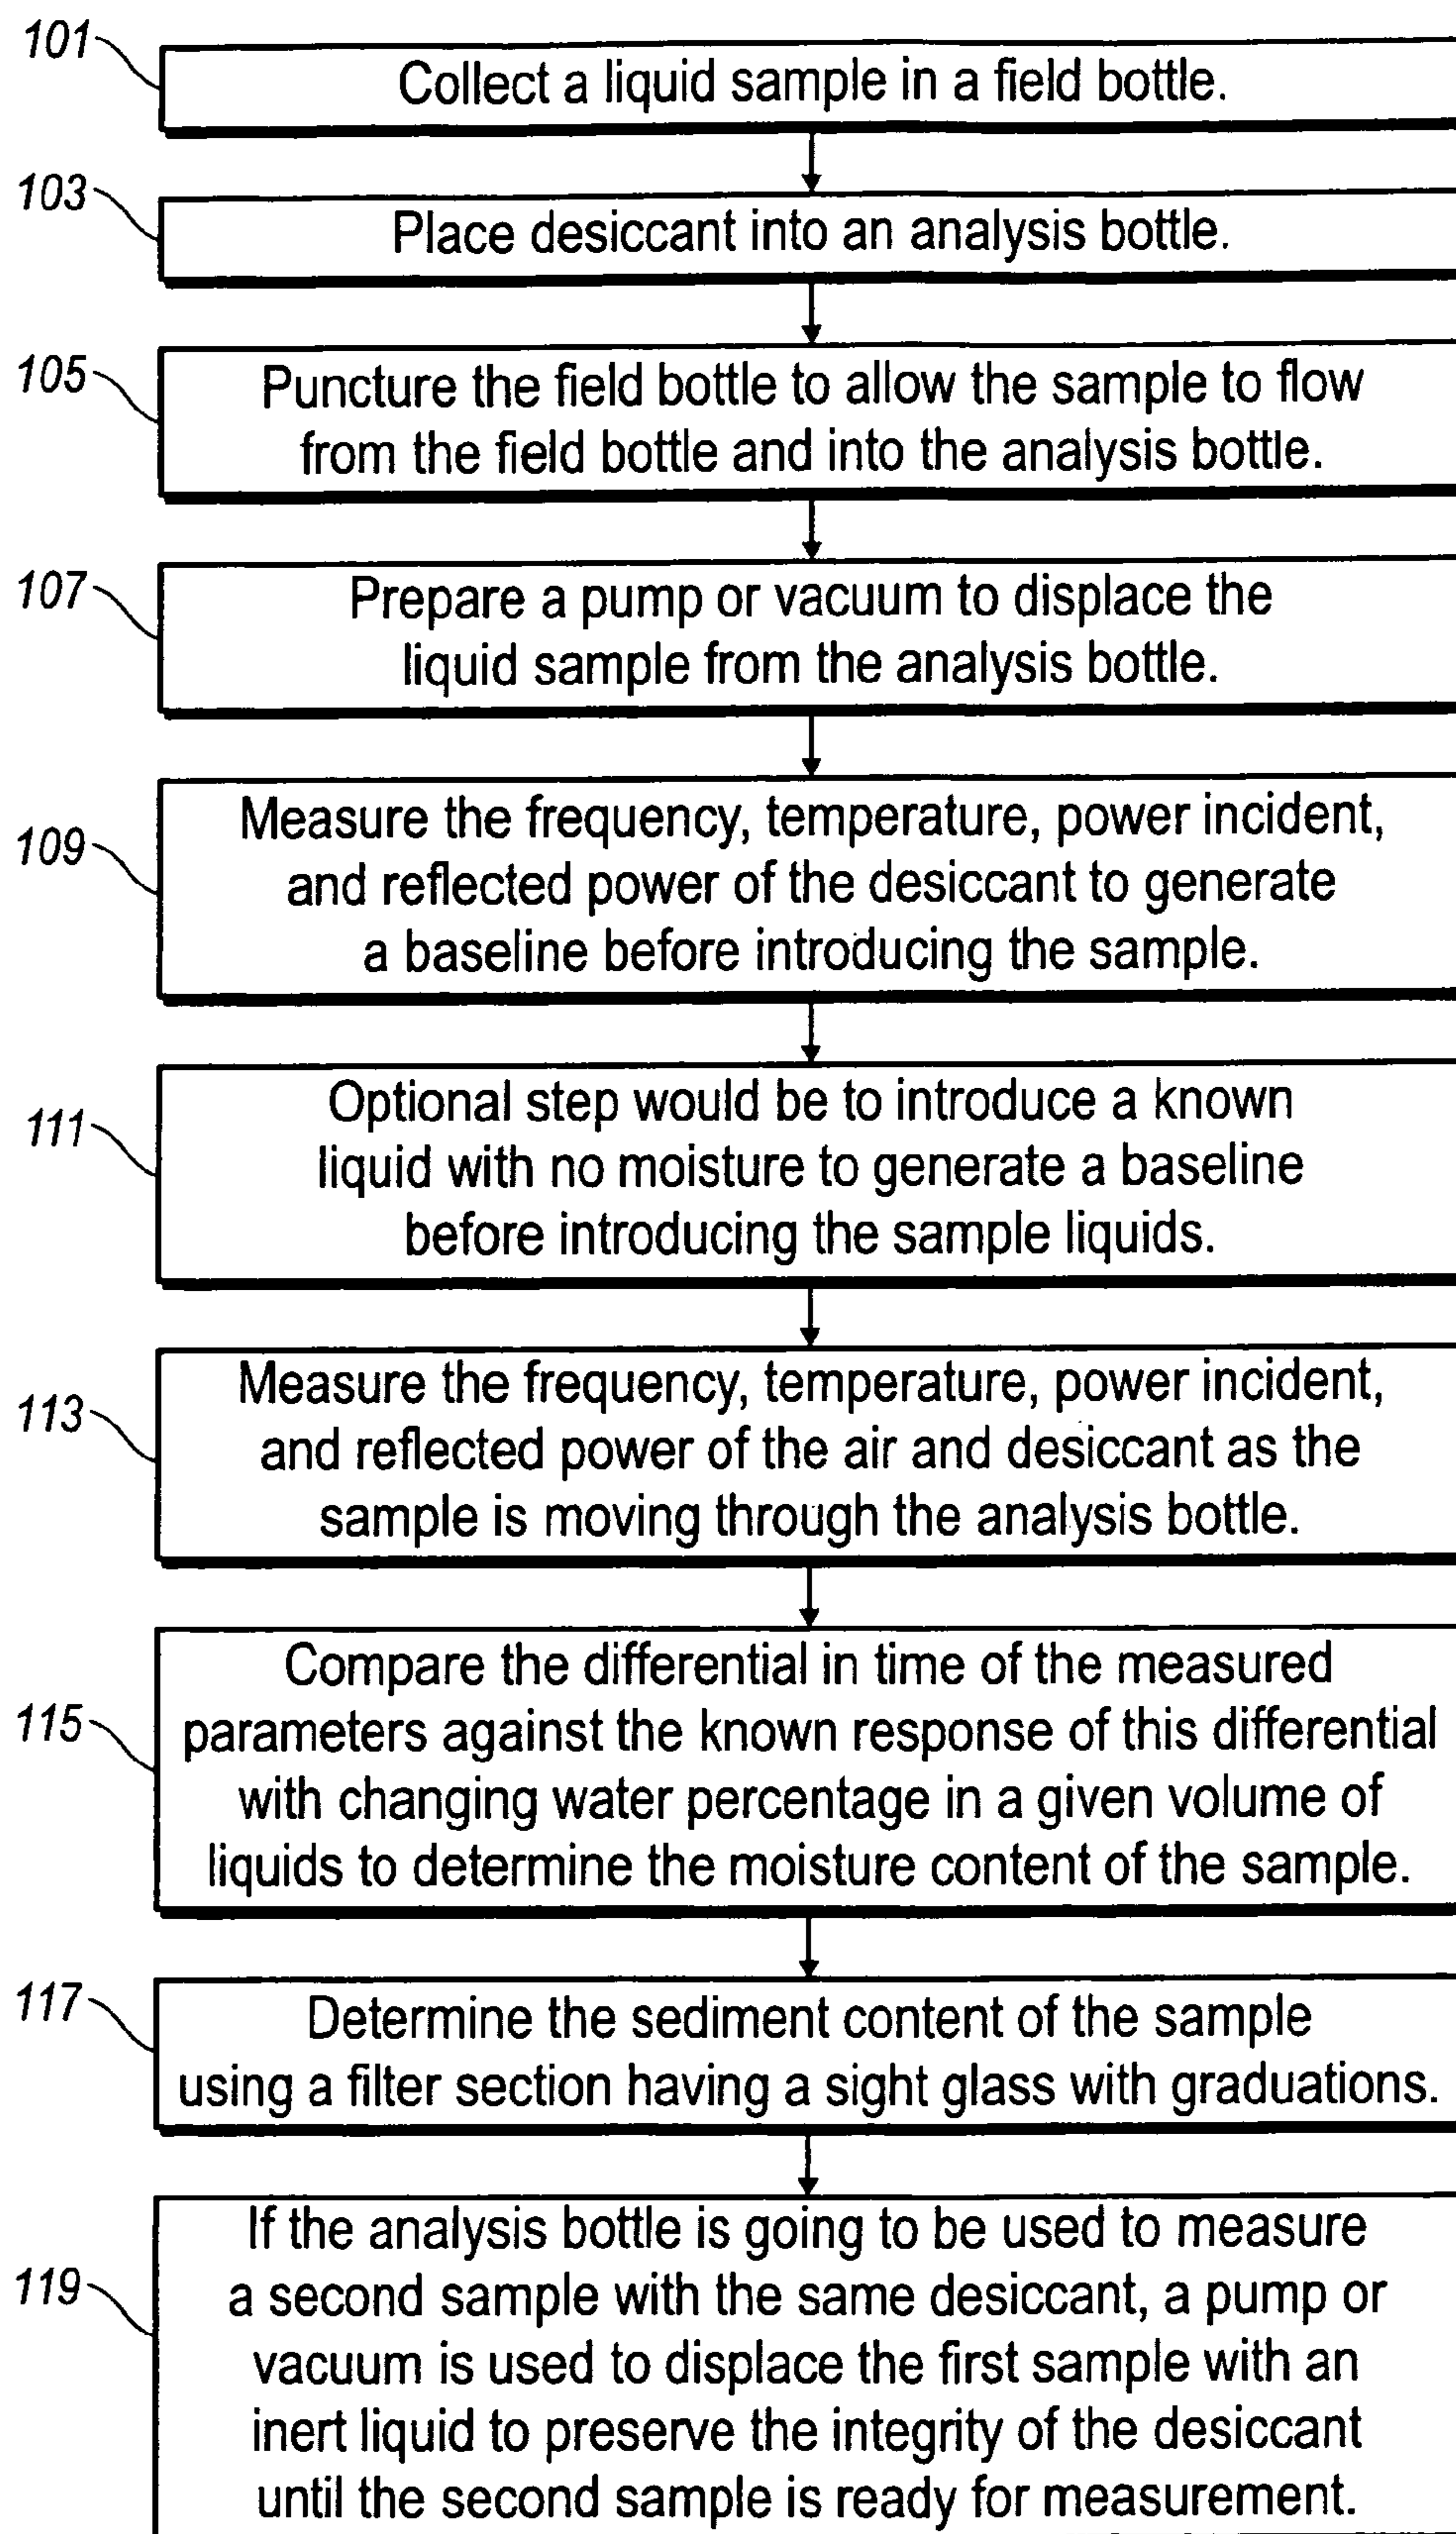 101
Collect a liquid sample in a field bottle.
103
Place desiccant into an analysis bottle.
105
Puncture the field bottle to allow the sample to flow
from the field bottle and into the analysis bottle.
107
Prepare a pump or vacuum to displace the
liquid sample from the analysis bottle.
109
Measure the frequency, temperature, power incident,
and reflected power of the desiccant to generate
a baseline before introducing the sample.
111
Optional step would be to introduce a known
liquid with no moisture to generate a baseline
before introducing the sample liquids.
113
Measure the frequency, temperature, power incident,
and reflected power of the air and desiccant as the
sample is moving through the analysis bottle.
115
Compare the differential in time of the measured
parameters against the known response of this differential
with changing water percentage in a given volume of
liquids to determine the moisture content of the sample.
117
Determine the sediment content of the sample
using a filter section having a sight glass with graduations.
119
If the analysis bottle is going to be used to measure
a second sample with the same desiccant, a pump or
vacuum is used to displace the first sample with an
inert liquid to preserve the integrity of the desiccant
until the second sample is ready for measurement.